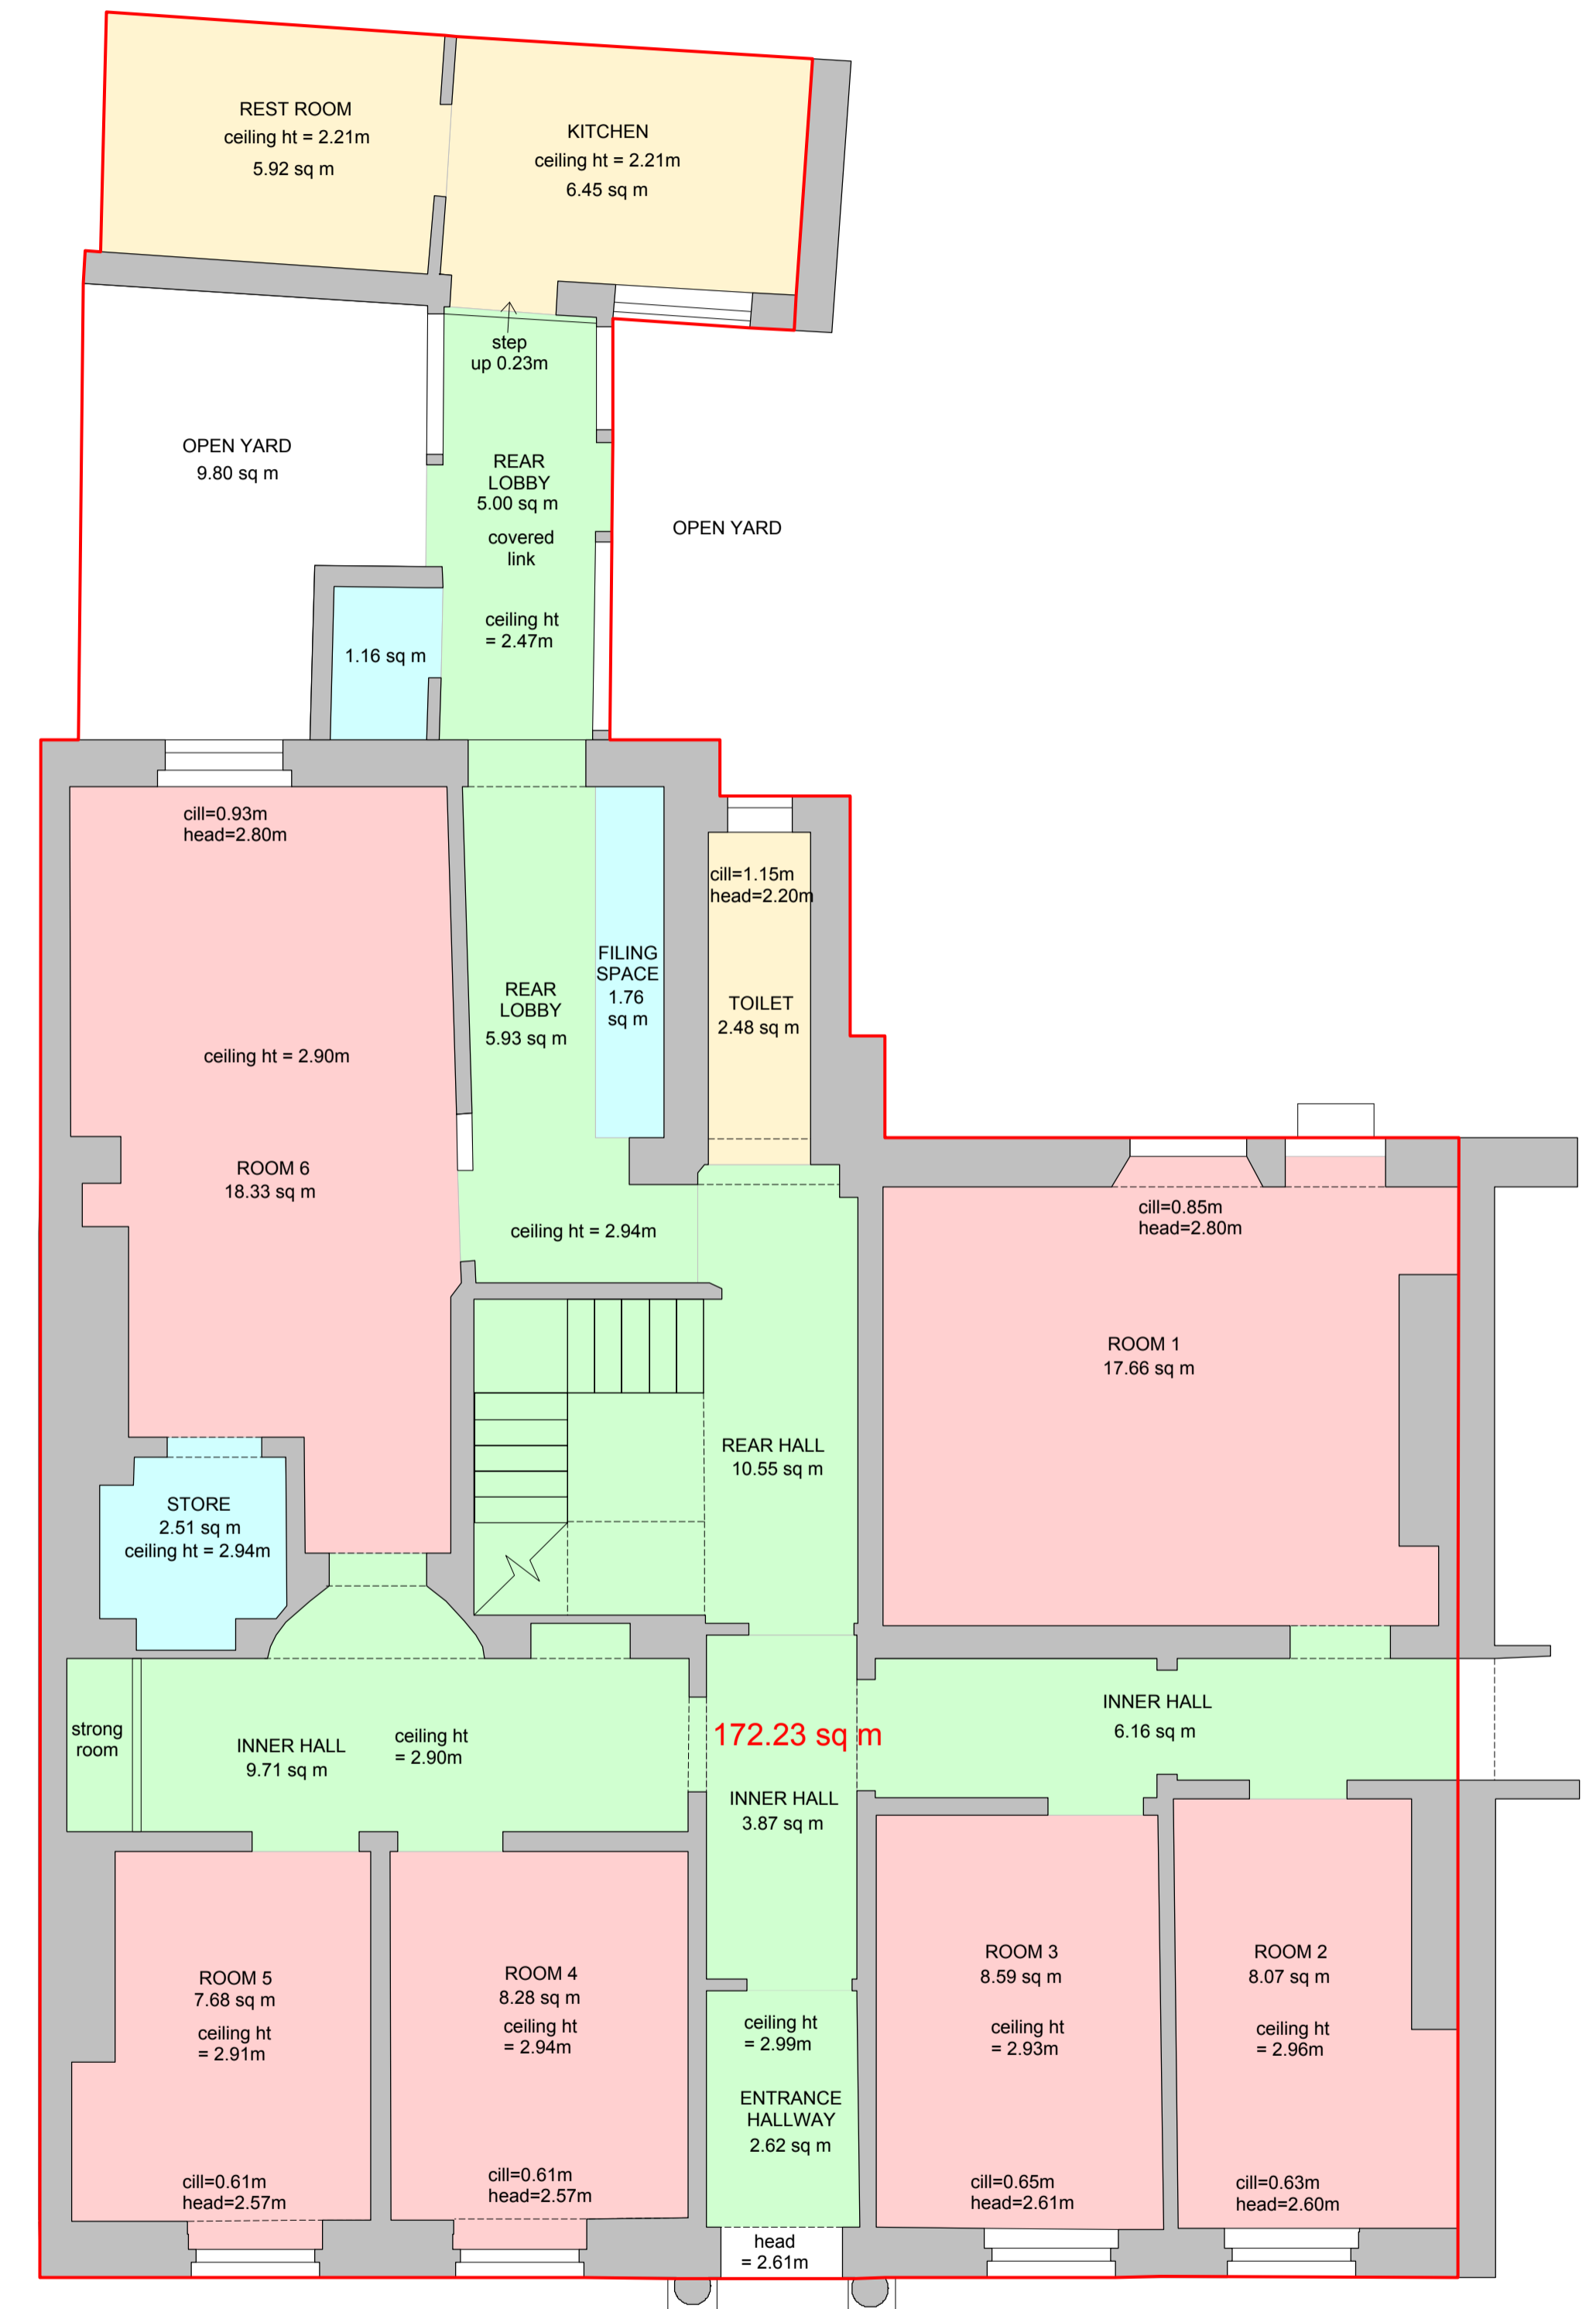 REST ROOM
ceiling ht = 2.21m
5.92 sq m
KITCHEN
ceiling ht = 2.21m
6.45 sq m
step
up 0.23m
OPEN YARD
9.80 sq m
REAR
LOBBY
5.00 sq m
covered
link
ceiling ht
= 2.47m
OPEN YARD
1.16 sq m
cill=0.93m
head=2.80m
ceiling ht = 2.90m
ROOM 6
18.33 sq m
REAR
LOBBY
5.93 sq m
FILING
SPACE
1.76
sq m
cill=1.15m
head=2.20m
TOILET
2.48 sq m
ceiling ht = 2.94m
cill=0.85m
head=2.80m
ROOM 1
17.66 sq m
REAR HALL
10.55 sq m
STORE
2.51 sq m
ceiling ht = 2.94m
strong
room
INNER HALL
9.71 sq m
ceiling ht
= 2.90m
172.23 sq m
INNER HALL
3.87 sq m
INNER HALL
6.16 sq m
ROOM 5
7.68 sq m
ceiling ht
= 2.91m
cill=0.61m
head=2.57m
ROOM 4
8.28 sq m
ceiling ht
= 2.94m
cill=0.61m
head=2.57m
ceiling ht
= 2.99m
ENTRANCE
HALLWAY
2.62 sq m
head
= 2.61m
ROOM 3
8.59 sq m
ceiling ht
= 2.93m
cill=0.65m
head=2.61m
ROOM 2
8.07 sq m
ceiling ht
= 2.96m
cill=0.63m
head=2.60m